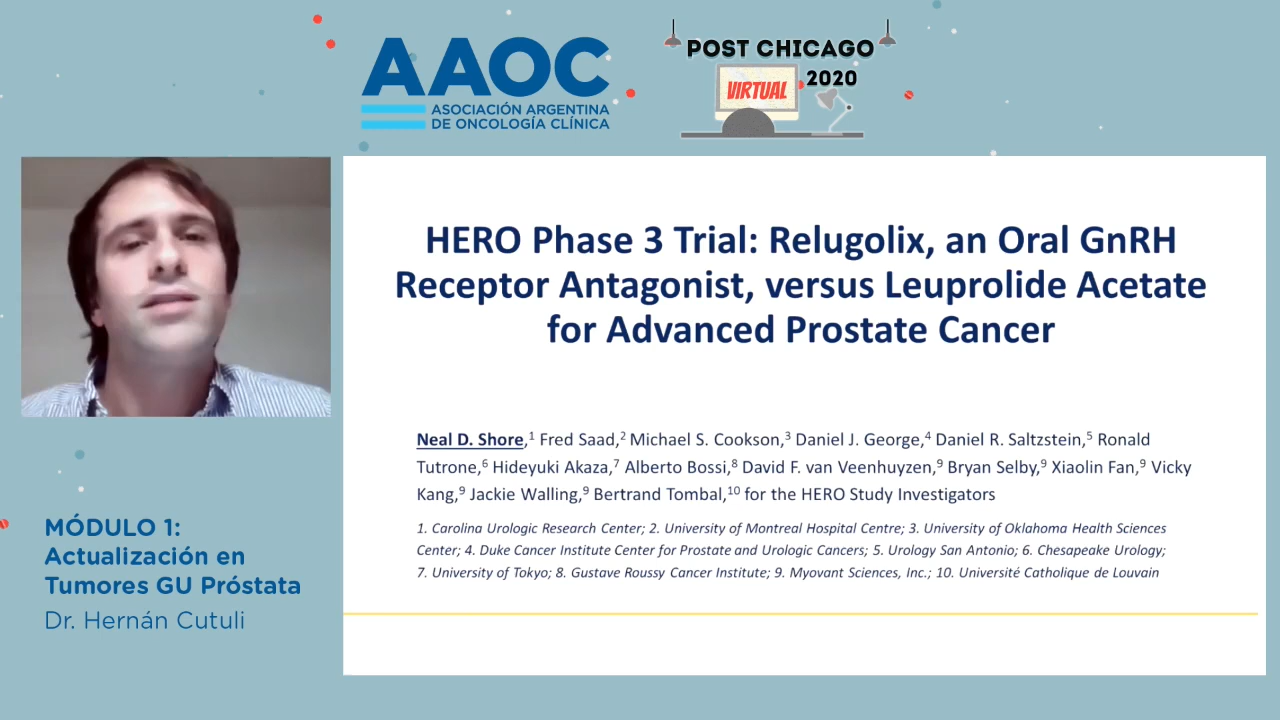 AAOC
ASOCIACIÓN ARGENTINA
DE ONCOLOGÍA CLÍNICA
POST CHICAGO
2020
VIRTUAL
HERO Phase 3 Trial: Relugolix, an Oral GnRH
Receptor Antagonist, versus Leuprolide Acetate
for Advanced Prostate Cancer
Neal D. Shore,1 Fred Saad,2 Michael S. Cookson,3 Daniel J. George,4 Daniel R. Saltzstein,5 Ronald
Tutrone,6 Hideyuki Akaza,7 Alberto Bossi,8 David F. van Veenhuyzen,9 Bryan Selby,9 Xiaolin Fan,9 Vicky
Kang,9 Jackie Walling,9 Bertrand Tombal,10 for the HERO Study Investigators
1. Carolina Urologic Research Center; 2. University of Montreal Hospital Centre; 3. University of Oklahoma Health Sciences
Center; 4. Duke Cancer Institute Center for Prostate and Urologic Cancers; 5. Urology San Antonio; 6. Chesapeake Urology;
7. University of Tokyo; 8. Gustave Roussy Cancer Institute; 9. Myovant Sciences, Inc.; 10. Université Catholique de Louvain
MÓDULO 1:
Actualización en
Tumores GU Próstata
Dr. Hernán Cutuli